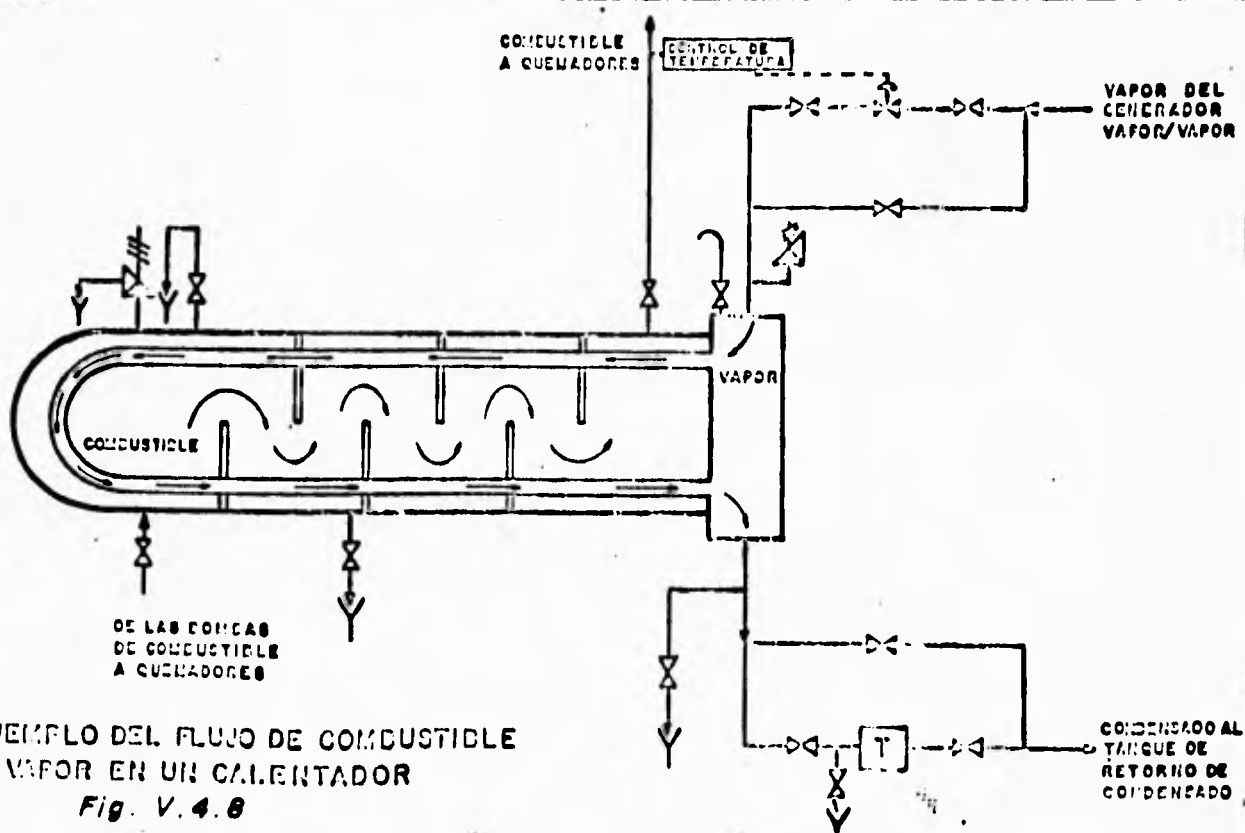 COMBUSTIBLE
A QUEMADORES
CONTROL DE
TEMPERATURA
VAPOR DEL
GENERADOR
VAPOR/VAPOR
VAPOR
COMBUSTIBLE
DE LAS BOMBAS
DE COMBUSTIBLE
A QUEMADORES
T
CONDENSADO AL
TANQUE DE
RETORNO DE
CONDENSADO
JEMPLO DEL FLUJO DE COMBUSTIBLE
VAPOR EN UN CALENTADOR
Fig. V.4.8